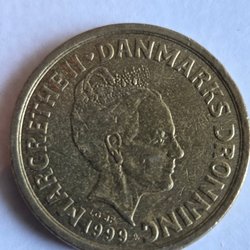 MARGRETHE II · DANMARKS DRONNING
1999